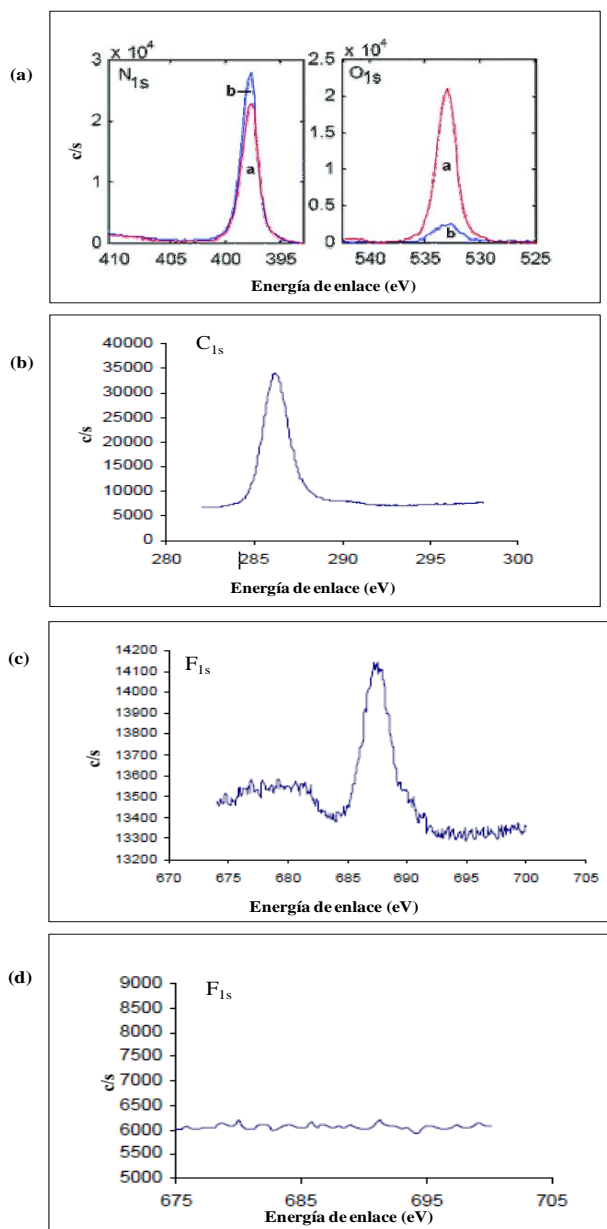 (a)
x 10⁴
N1s
b
a
3
2
1
0
c/s
410 405 400 395
x 10⁴
O1s
2.5
2
1.5
1
0.5
0
a
b
540 535 530 525
Energía de enlace (eV)
(b)
C1s
40000
35000
30000
25000
20000
15000
10000
5000
0
c/s
280 285 290 295 300
Energía de enlace (eV)
(c)
F1s
14200
14100
14000
13900
13800
13700
13600
13500
13400
13300
13200
c/s
670 675 680 685 690 695 700 705
Energía de enlace (eV)
(d)
F1s
9000
8500
8000
7500
7000
6500
6000
5500
5000
c/s
675 685 695 705
Energía de enlace (eV)